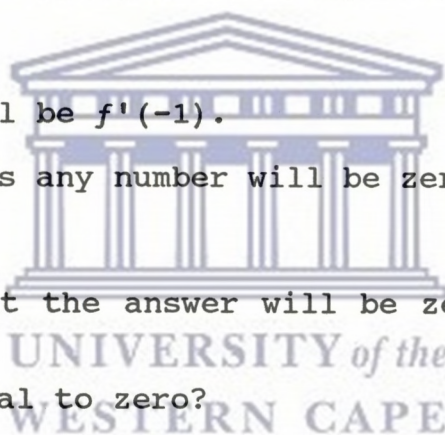 l be f'(-1).
s any number will be zer
t the answer will be ze
UNIVERSITY of the
al to zero?
WESTERN CAPE